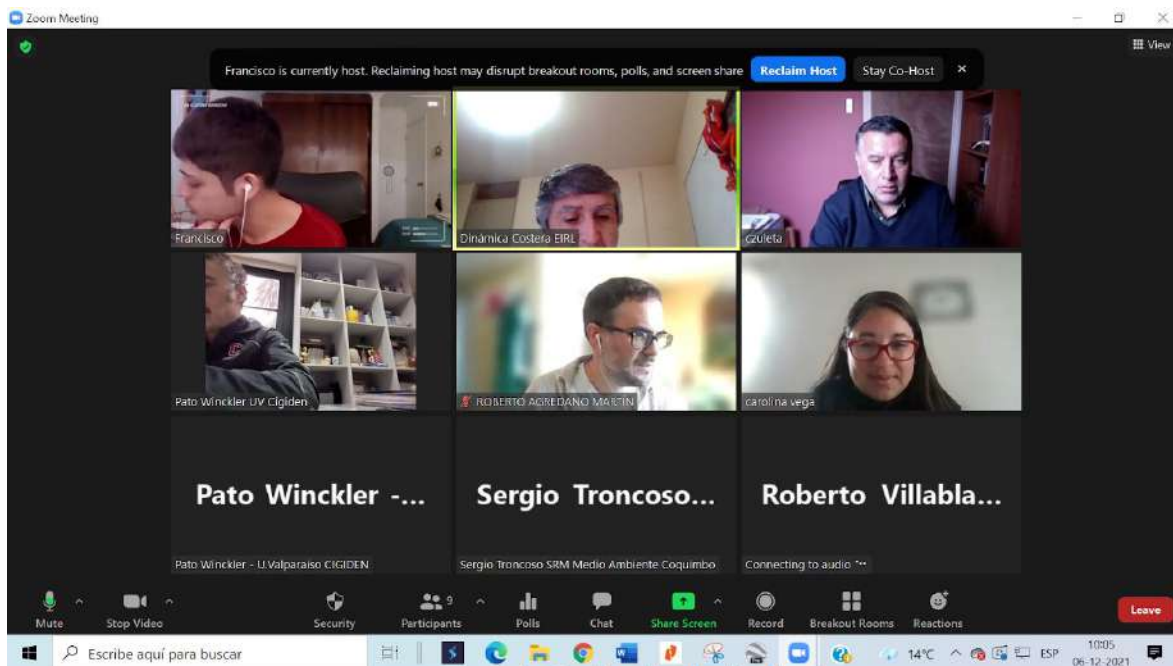 Zoom Meeting
View
Francisco is currently host. Reclaiming host may disrupt breakout rooms, polls, and screen share Reclaim Host Stay Co-Host
Francisco
Dinámica Costera EIRL
czuleta
Pato Winckler UV Cigiden
ROBERTO AGREDANO MARTIN
carolina vega
Pato Winckler -...
Sergio Troncoso...
Roberto Villabla...
Pato Winckler - U.Valparaiso CIGIDEN
Sergio Troncoso SRM Medio Ambiente Coquimbo
Connecting to audio
Mute
Stop Video
Security
9
Participants
Polls
Chat
Share Screen
Record
Breakout Rooms
Reactions
Leave
Escribe aquí para buscar
14°C
ESP
10:05
06-12-2021